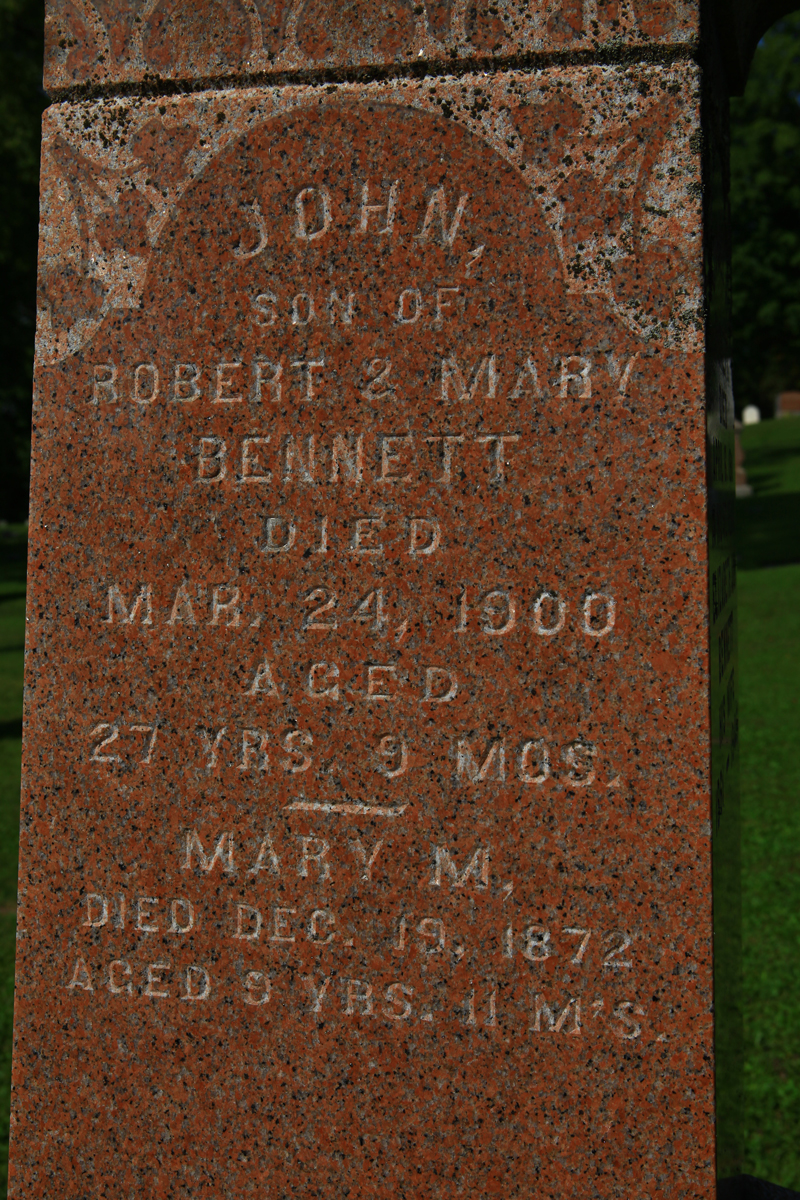 JOHN,
SON OF
ROBERT & MARY
BENNETT
DIED
MAR. 24, 1900
AGED
27 YRS. 9 MOS.
MARY M,
DIED DEC. 19, 1872
AGED 9 YRS. 11 M'S.